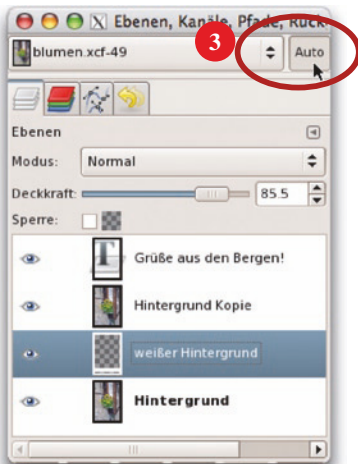 Ebenen, Kanäle, Pfade, Rück
3
blumen.xcf-49
Auto
Ebenen
Modus: Normal
Deckkraft: 85.5
Sperre:
T Grüße aus den Bergen!
Hintergrund Kopie
weißer Hintergrund
Hintergrund